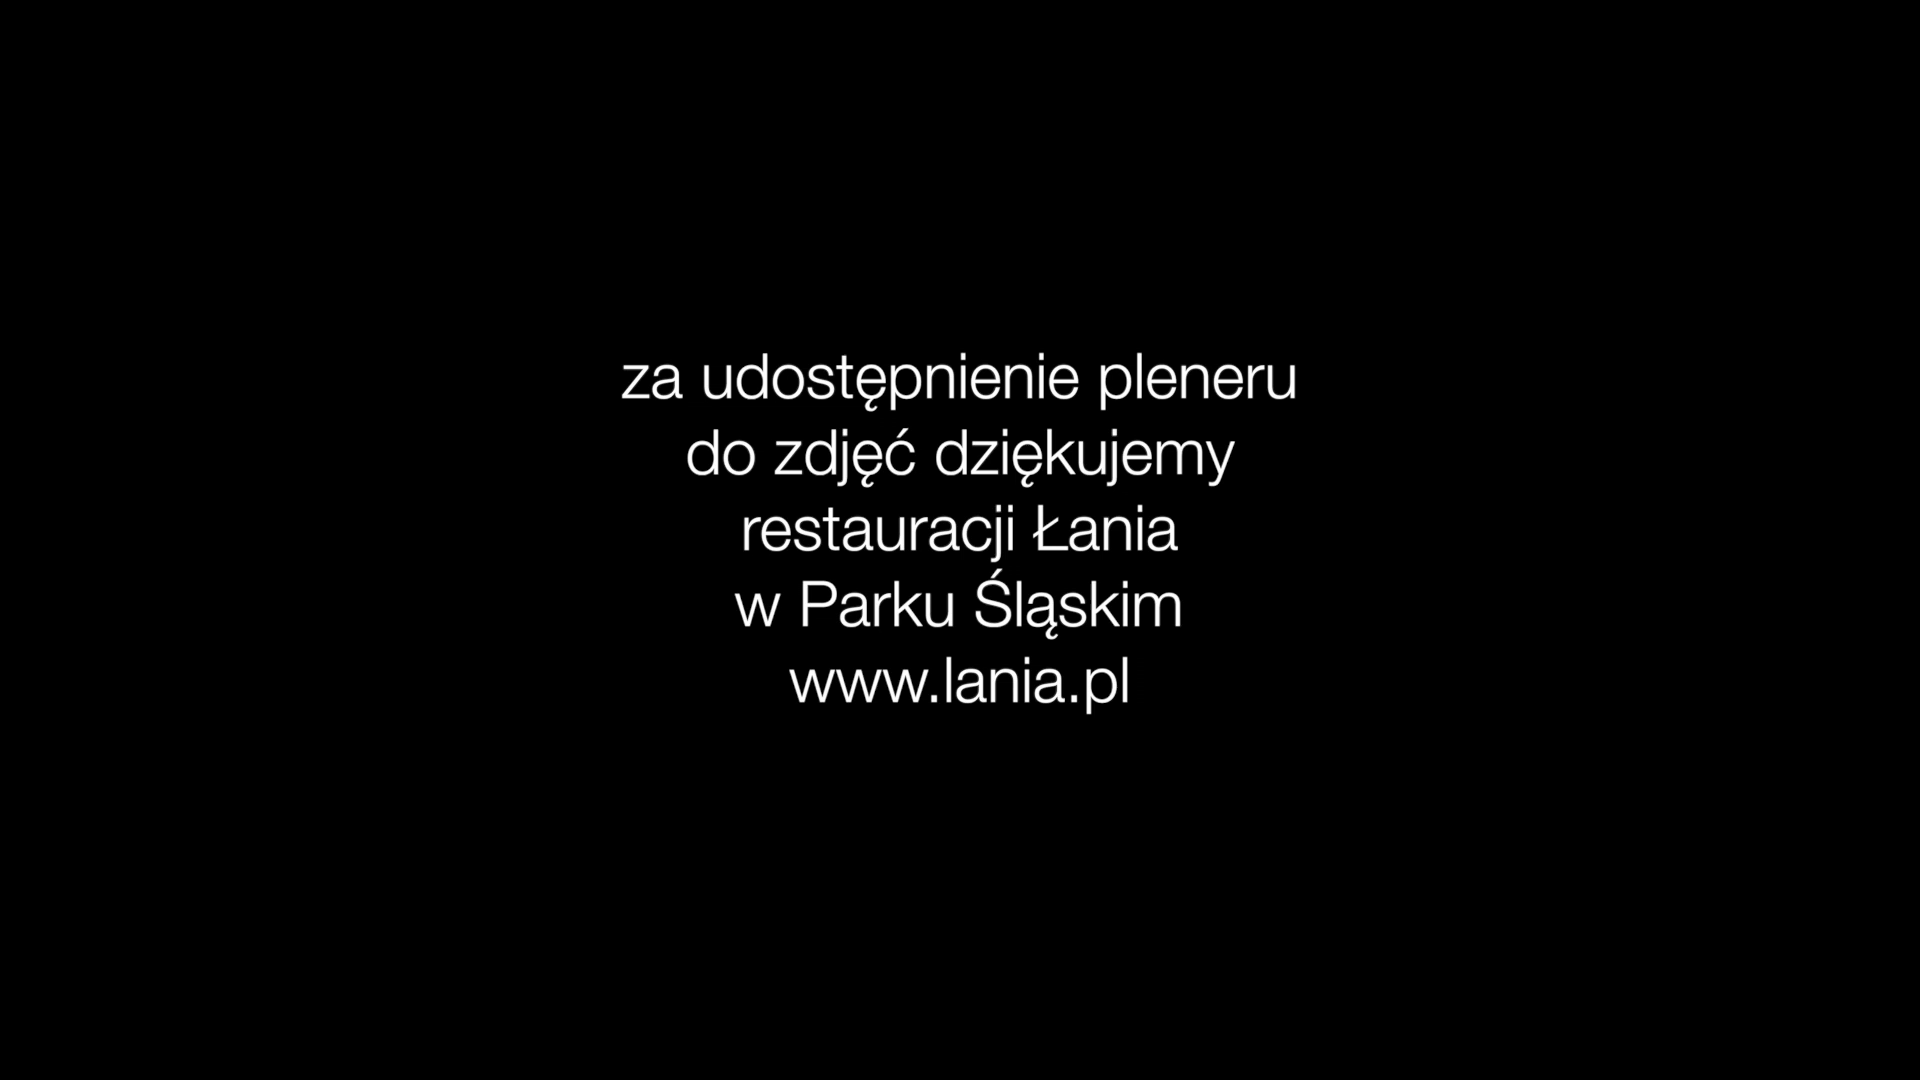 za udostępnienie pleneru
do zdjęć dziękujemy
restauracji Łania
w Parku Śląskim
www.lania.pl